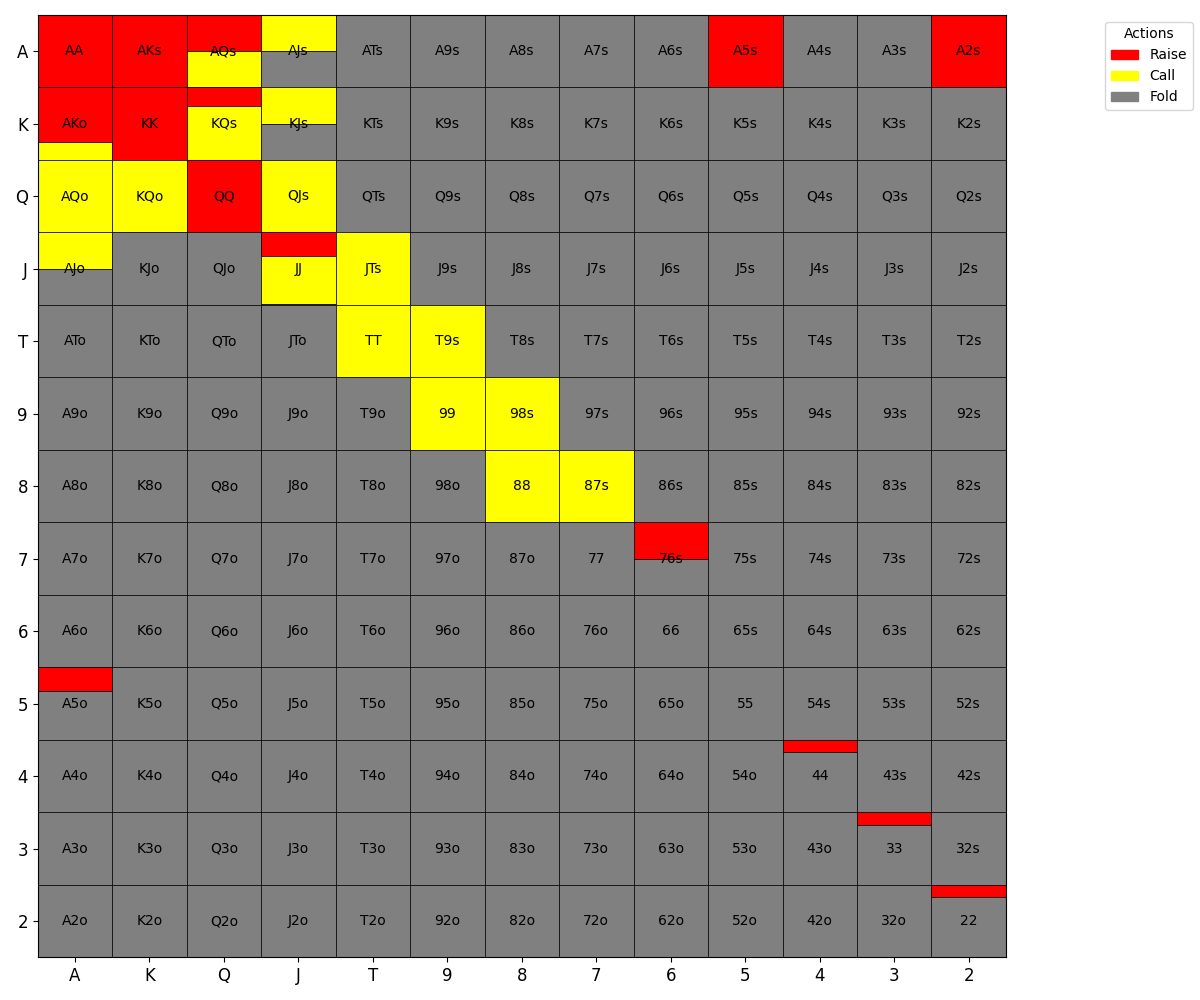 Actions
Raise
Call
Fold
A AA AKs AQs AJs ATs A9s A8s A7s A6s A5s A4s A3s A2s
K AKo KK KQs KJs KTs K9s K8s K7s K6s K5s K4s K3s K2s
Q AQo KQo QQ QJs QTs Q9s Q8s Q7s Q6s Q5s Q4s Q3s Q2s
J AJo KJo QJo JJ JTs J9s J8s J7s J6s J5s J4s J3s J2s
T ATo KTo QTo JTo TT T9s T8s T7s T6s T5s T4s T3s T2s
9 A9o K9o Q9o J9o T9o 99 98s 97s 96s 95s 94s 93s 92s
8 A8o K8o Q8o J8o T8o 98o 88 87s 86s 85s 84s 83s 82s
7 A7o K7o Q7o J7o T7o 97o 87o 77 76s 75s 74s 73s 72s
6 A6o K6o Q6o J6o T6o 96o 86o 76o 66 65s 64s 63s 62s
5 A5o K5o Q5o J5o T5o 95o 85o 75o 65o 55 54s 53s 52s
4 A4o K4o Q4o J4o T4o 94o 84o 74o 64o 54o 44 43s 42s
3 A3o K3o Q3o J3o T3o 93o 83o 73o 63o 53o 43o 33 32s
2 A2o K2o Q2o J2o T2o 92o 82o 72o 62o 52o 42o 32o 22
A K Q J T 9 8 7 6 5 4 3 2